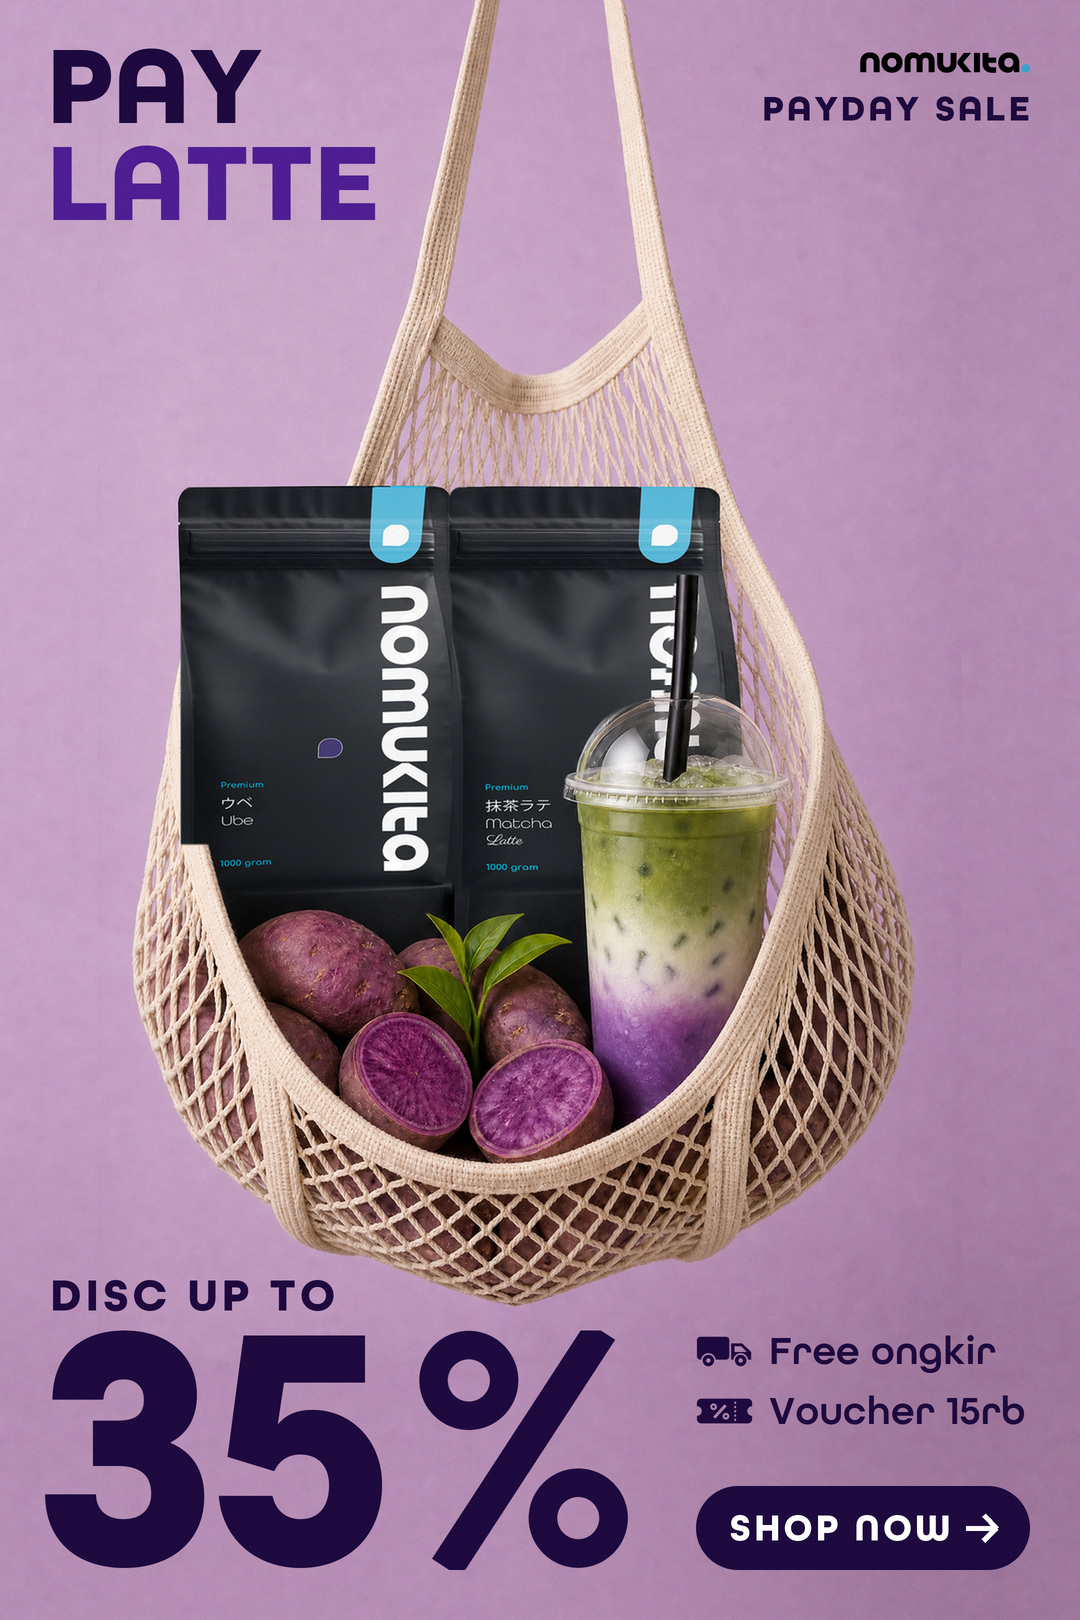 PAY
LATTE
nomukita.
PAYDAY SALE
nomukita
Premium
ウベ
Ube
1000 gram
Premium
抹茶ラテ
Matcha
Latte
1000 gram
DISC UP TO
35%
Free ongkir
Voucher 15rb
SHOP NOW →